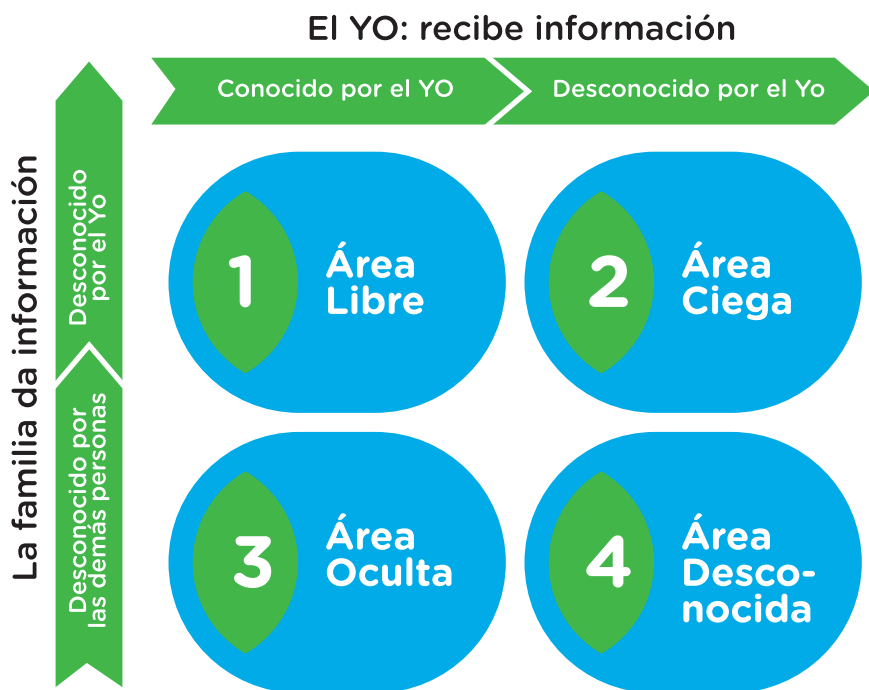 El YO: recibe información
Conocido por el YO
Desconocido por el Yo
La familia da información
Desconocido
por el Yo
Desconocido por
las demás personas
1
Área
Libre
2
Área
Ciega
3
Área
Oculta
4
Área
Desco-
nocida